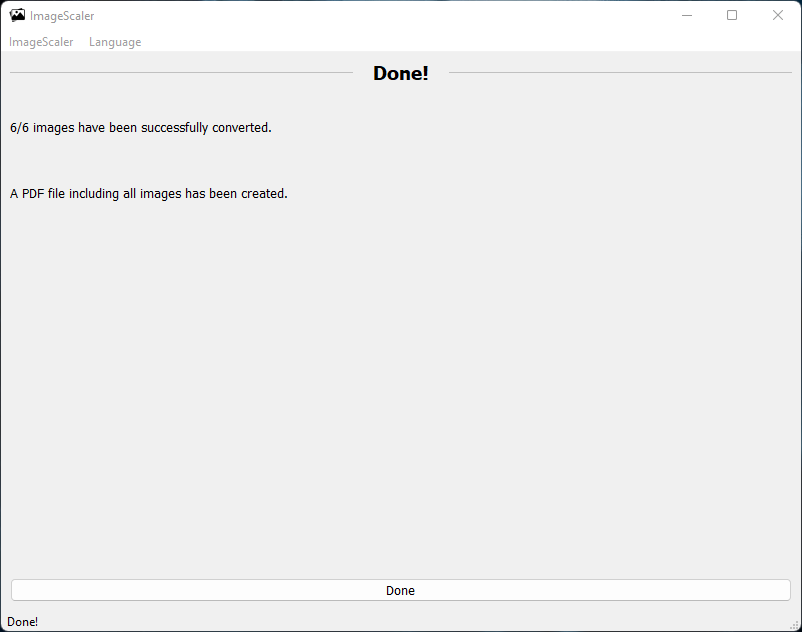 ImageScaler
ImageScaler Language
Done!
6/6 images have been successfully converted.
A PDF file including all images has been created.
Done
Done!